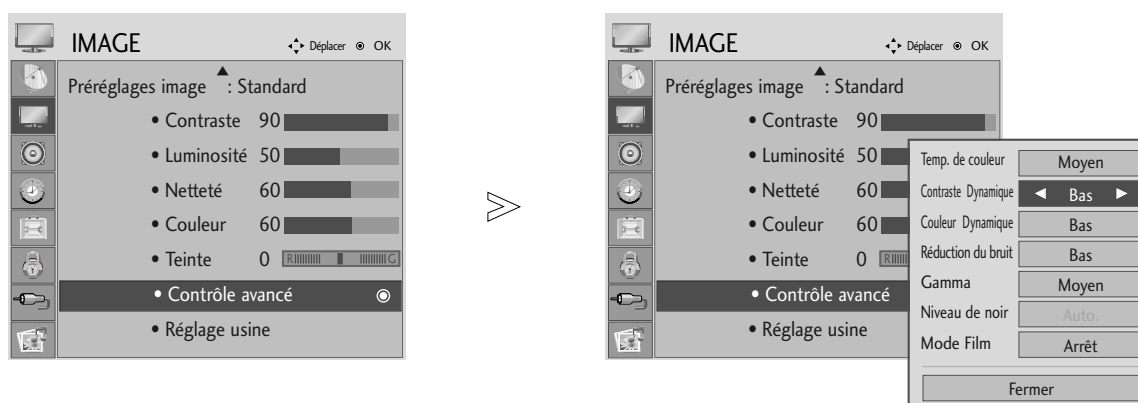 IMAGE
Déplacer OK
Préréglages image : Standard
• Contraste 90
• Luminosité 50
• Netteté 60
• Couleur 60
• Teinte 0 R G
• Contrôle avancé
• Réglage usine
IMAGE
Déplacer OK
Préréglages image : Standard
• Contraste 90
• Luminosité 50
• Netteté 60
• Couleur 60
• Teinte 0 R
• Contrôle avancé
• Réglage usine
Temp. de couleur Moyen
Contraste Dynamique ◄ Bas ►
Couleur Dynamique Bas
Réduction du bruit Bas
Gamma Moyen
Niveau de noir Auto.
Mode Film Arrêt
Fermer